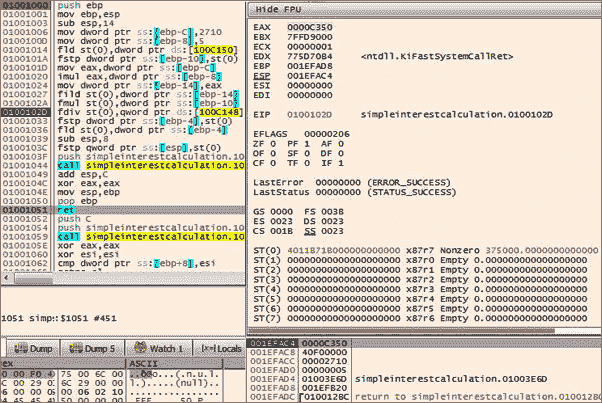 01001000 push ebp
mov ebp,esp
01001003 sub esp,14
01001006 mov dword ptr ss:[ebp-C],2710
0100100D mov dword ptr ss:[ebp-8],5
01001014 fld st(0),dword ptr ds:[100C150]
0100101A fstp dword ptr ss:[ebp-10],st(0)
0100101D mov eax,dword ptr ss:[ebp-C]
01001020 imul eax,dword ptr ss:[ebp-8]
01001024 mov dword ptr ss:[ebp-14],eax
01001027 fild st(0),dword ptr ss:[ebp-14]
0100102A fmul st(0),dword ptr ss:[ebp-10]
fdiv st(0),qword ptr ds:[100C148]
01001033 fstp dword ptr ss:[ebp-4],st(0)
01001036 fld st(0),dword ptr ss:[ebp-4]
01001039 sub esp,8
0100103C fstp qword ptr ss:[esp],st(0)
0100103F push simpleinterestcalculation.10
01001044 call simpleinterestcalculation.10
01001049 add esp,C
0100104C xor eax,eax
0100104E mov esp,ebp
01001050 pop ebp
01001051 ret
01001052 push C
01001054 push simpleinterestcalculation.10
01001059 call simpleinterestcalculation.10
xor eax,eax
01001060 xor esi,esi
01001062 cmp dword ptr ss:[ebp+8],esi
Hide FPU
EAX 0000C350
EBX 7FFD9000
ECX 00000001
EDX 775D70B4 <ntdll.KiFastSystemCallRet>
EBP 001EFAD8
ESP 001EFAC4
ESI 00000000
EDI 00000000
EIP 0100102D simpleinterestcalculation.0100102D
EFLAGS 00000206
ZF 0 PF 1 AF 0
OF 0 SF 0 DF 0
CF 0 TF 0 IF 1
LastError 00000000 (ERROR_SUCCESS)
LastStatus 00000000 (STATUS_SUCCESS)
GS 0000 FS 003B
ES 0023 DS 0023
CS 001B SS 0023
ST(0) 4011B71B000000000000 x87r7 Nonzero 375000.0000000000000
ST(1) 00000000000000000000 x87r0 Empty 0.000000000000000000
ST(2) 00000000000000000000 x87r1 Empty 0.000000000000000000
ST(3) 00000000000000000000 x87r2 Empty 0.000000000000000000
ST(4) 00000000000000000000 x87r3 Empty 0.000000000000000000
ST(5) 00000000000000000000 x87r4 Empty 0.000000000000000000
ST(6) 00000000000000000000 x87r5 Empty 0.000000000000000000
ST(7) 00000000000000000000 x87r6 Empty 0.000000000000000000
1051 simp::$1051 #451
Dump Dump 5 Watch 1 [x=] Locals
ex ASCII
001EFAC4 0000C350
001EFAC8 40F00000
001EFACC 00002710
001EFAD0 00000005
001EFAD4 01003E6D simpleinterestcalculation.01003E6D
001EFAD8 001EFB20
001EFADC 010012BC return to simpleinterestcalculation.010012BC